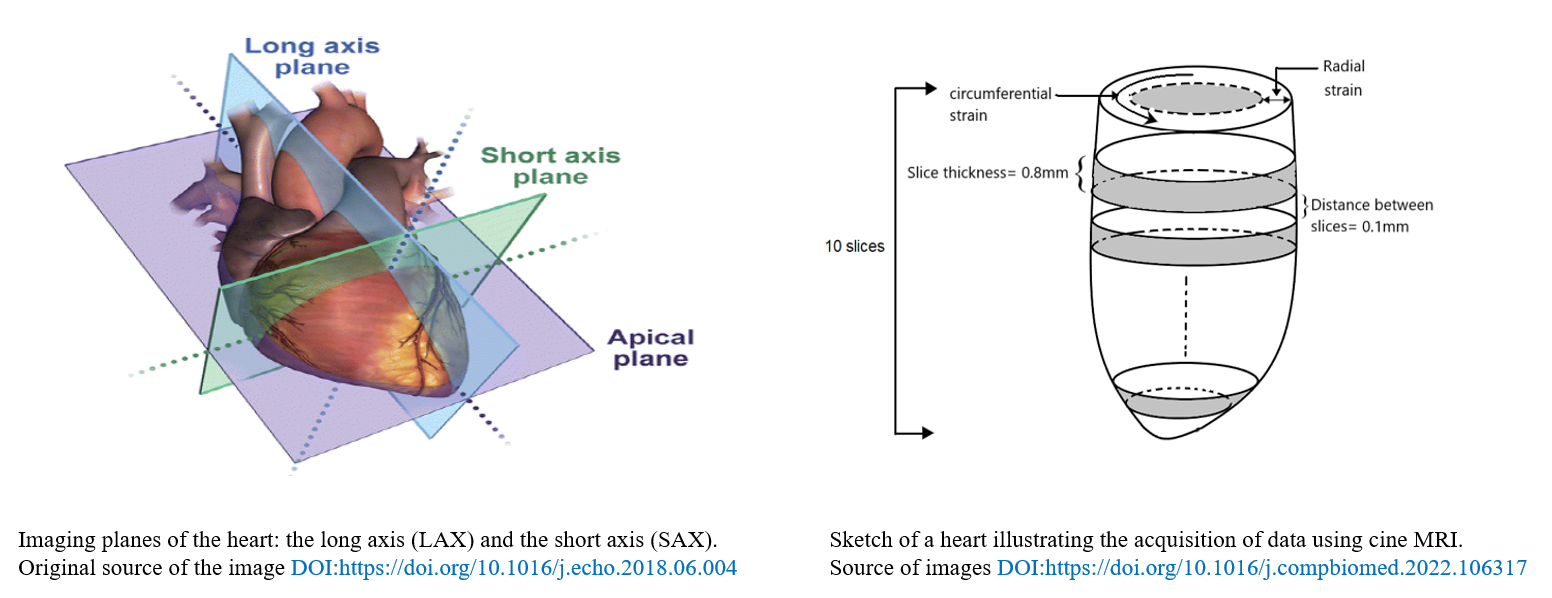 Long axis
plane
Short axis
plane
Apical
plane
circumferential
strain
Radial
strain
Slice thickness= 0.8mm
Distance between
slices= 0.1mm
10 slices
Imaging planes of the heart: the long axis (LAX) and the short axis (SAX).
Original source of the image DOI:https://doi.org/10.1016/j.echo.2018.06.004
Sketch of a heart illustrating the acquisition of data using cine MRI.
Source of images DOI:https://doi.org/10.1016/j.compbiomed.2022.106317